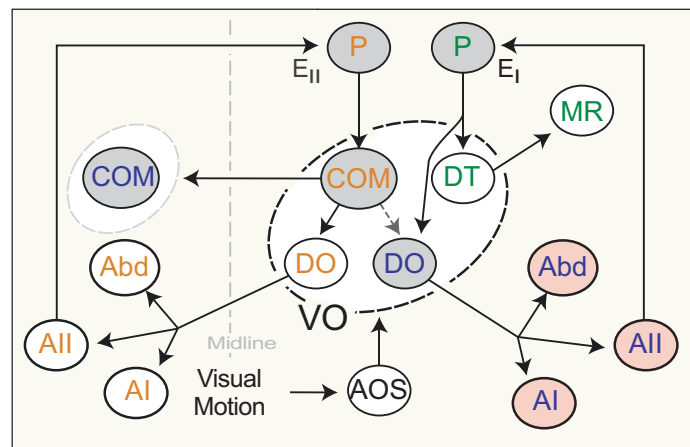 P
P
E_II
E_I
MR
COM
COM
DT
Abd
DO
DO
Abd
VO
AII
Midline
AII
AI
Visual
Motion
AOS
AI